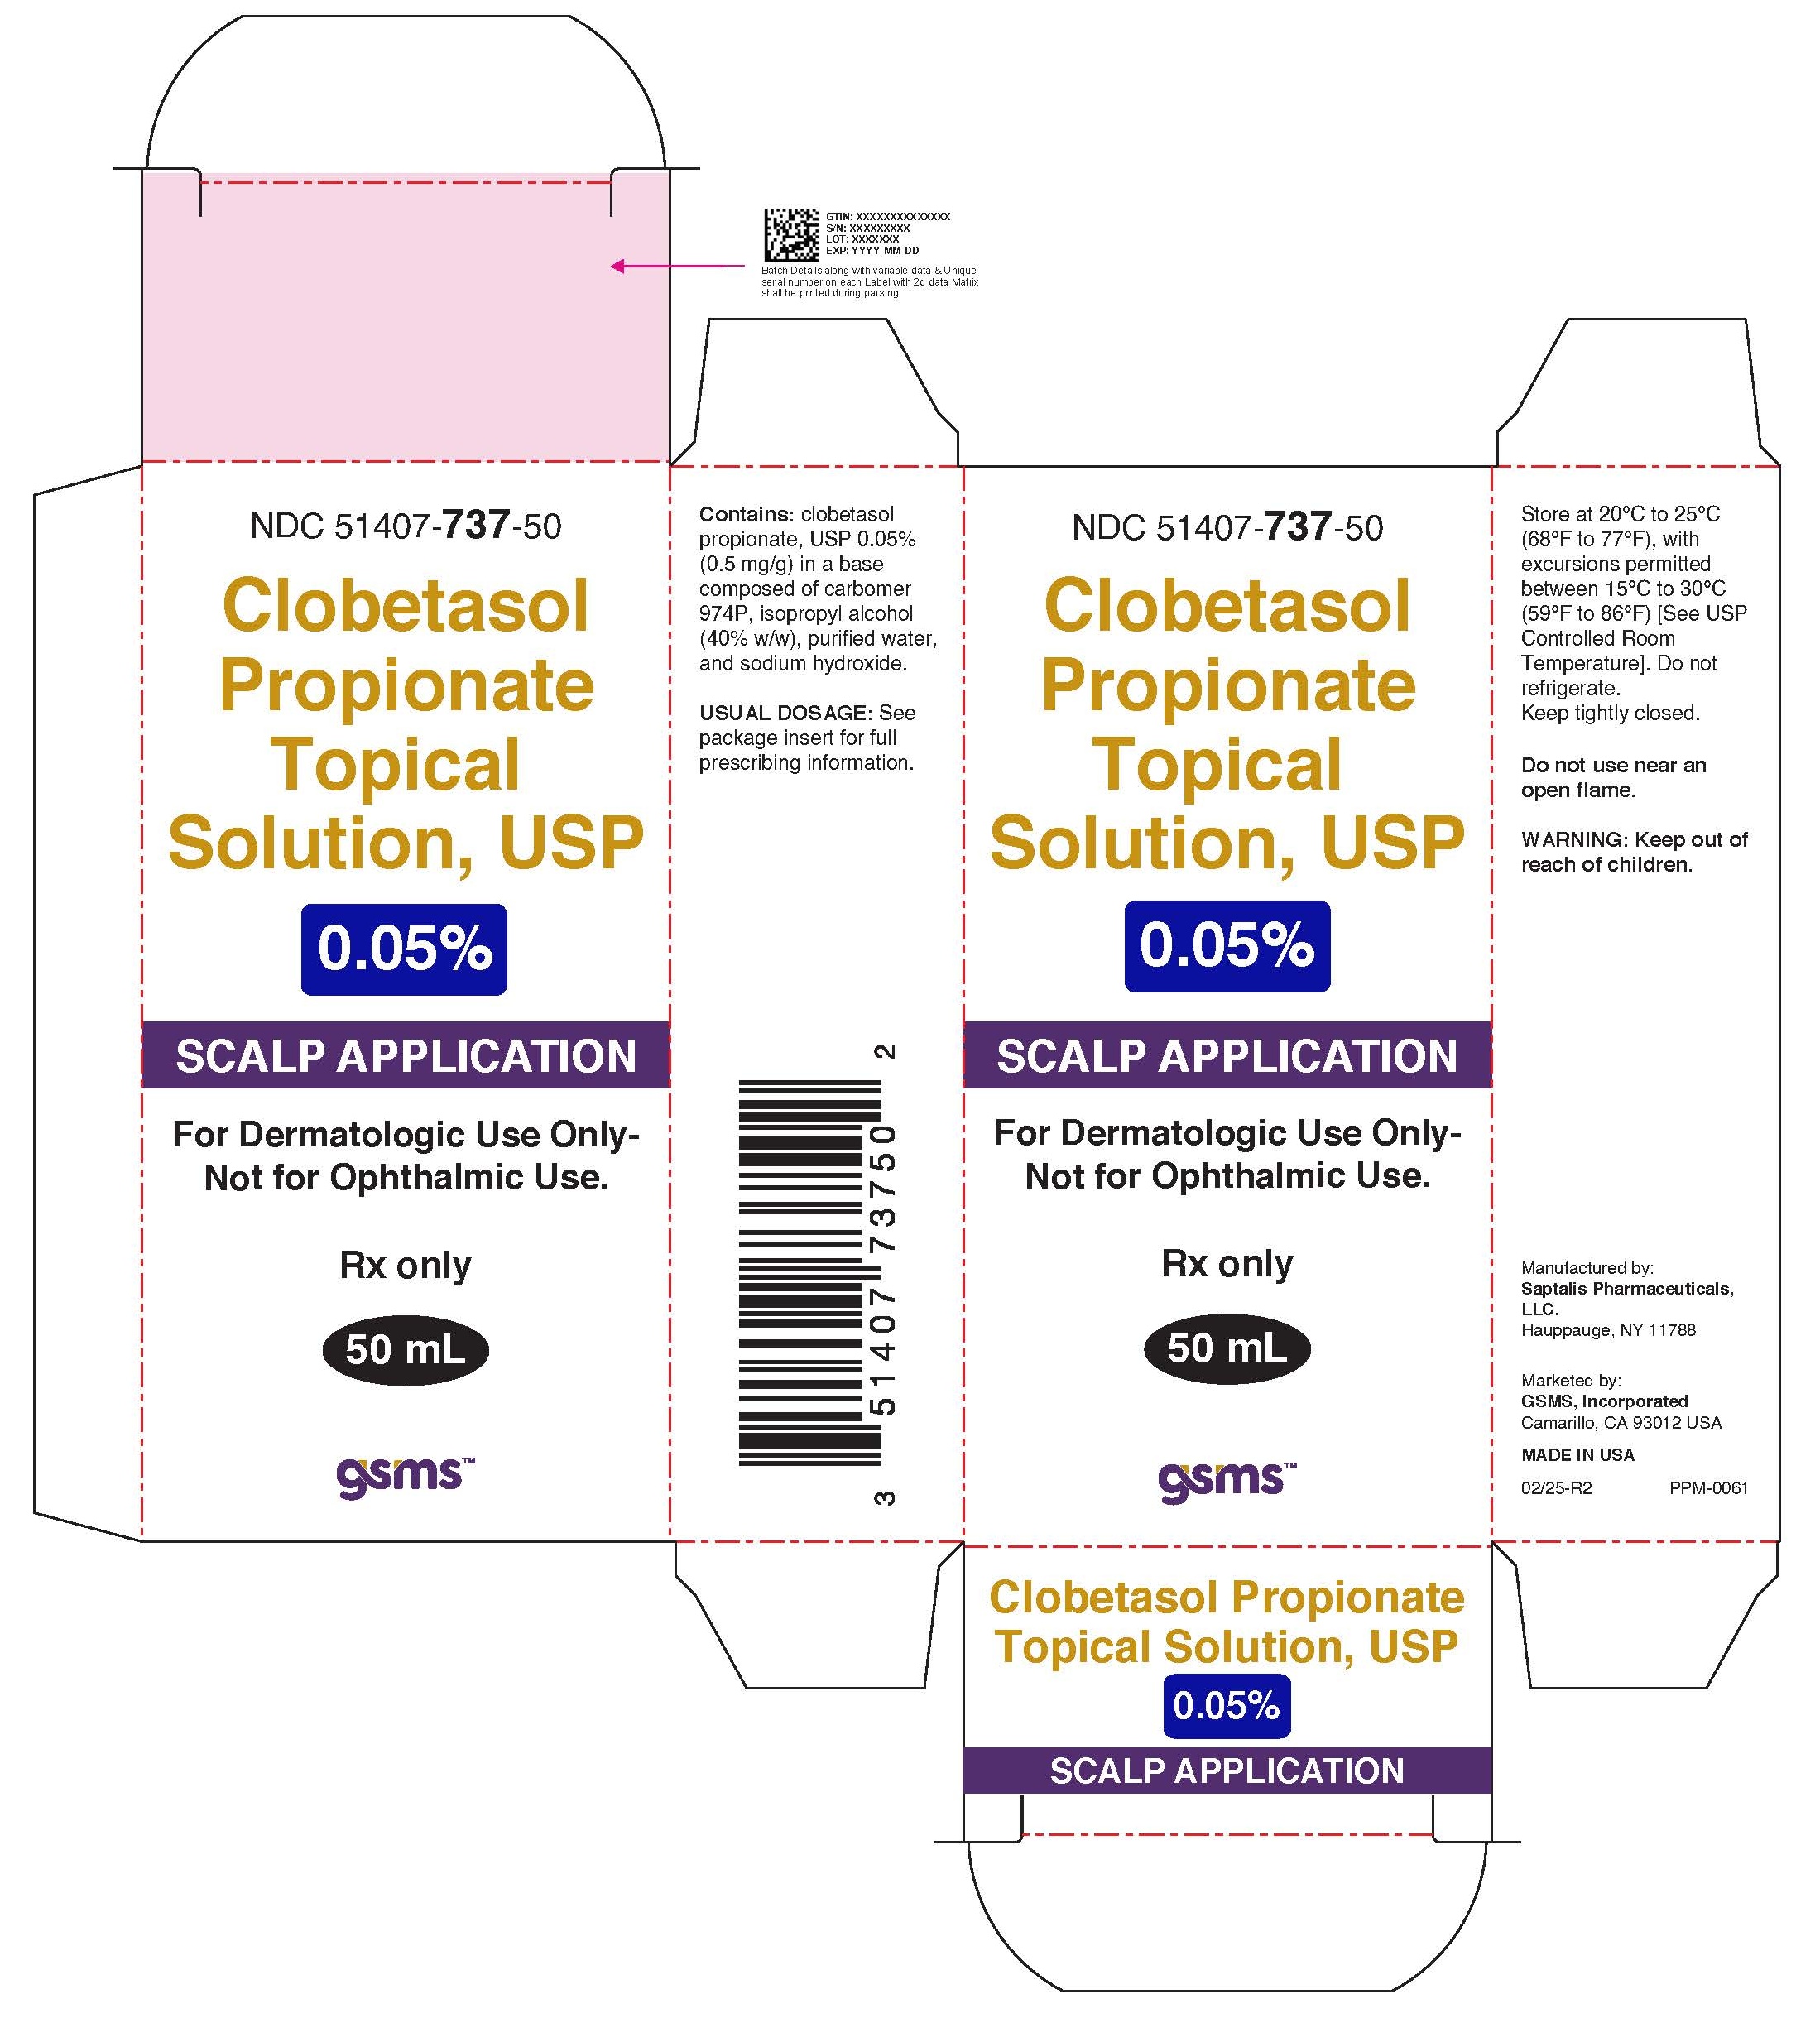 GTIN: XXXXXXXXXXXXXX
S/N: XXXXXXXXX
LOT: XXXXXXX
EXP: YYYY-MM-DD
Batch Details along with variable data & Unique
serial number on each Label with 2d data Matrix
shall be printed during packing
NDC 51407-737-50
Clobetasol
Propionate
Topical
Solution, USP
0.05%
SCALP APPLICATION
For Dermatologic Use Only-
Not for Ophthalmic Use.
Rx only
50 mL
gsms™
Contains: clobetasol
propionate, USP 0.05%
(0.5 mg/g) in a base
composed of carbomer
974P, isopropyl alcohol
(40% w/w), purified water,
and sodium hydroxide.
USUAL DOSAGE: See
package insert for full
prescribing information.
3 51407 73750 2
NDC 51407-737-50
Clobetasol
Propionate
Topical
Solution, USP
0.05%
SCALP APPLICATION
For Dermatologic Use Only-
Not for Ophthalmic Use.
Rx only
50 mL
gsms™
Store at 20°C to 25°C
(68°F to 77°F), with
excursions permitted
between 15°C to 30°C
(59°F to 86°F) [See USP
Controlled Room
Temperature]. Do not
refrigerate.
Keep tightly closed.
Do not use near an
open flame.
WARNING: Keep out of
reach of children.
Manufactured by:
Saptalis Pharmaceuticals,
LLC.
Hauppauge, NY 11788
Marketed by:
GSMS, Incorporated
Camarillo, CA 93012 USA
MADE IN USA
02/25-R2 PPM-0061
Clobetasol Propionate
Topical Solution, USP
0.05%
SCALP APPLICATION